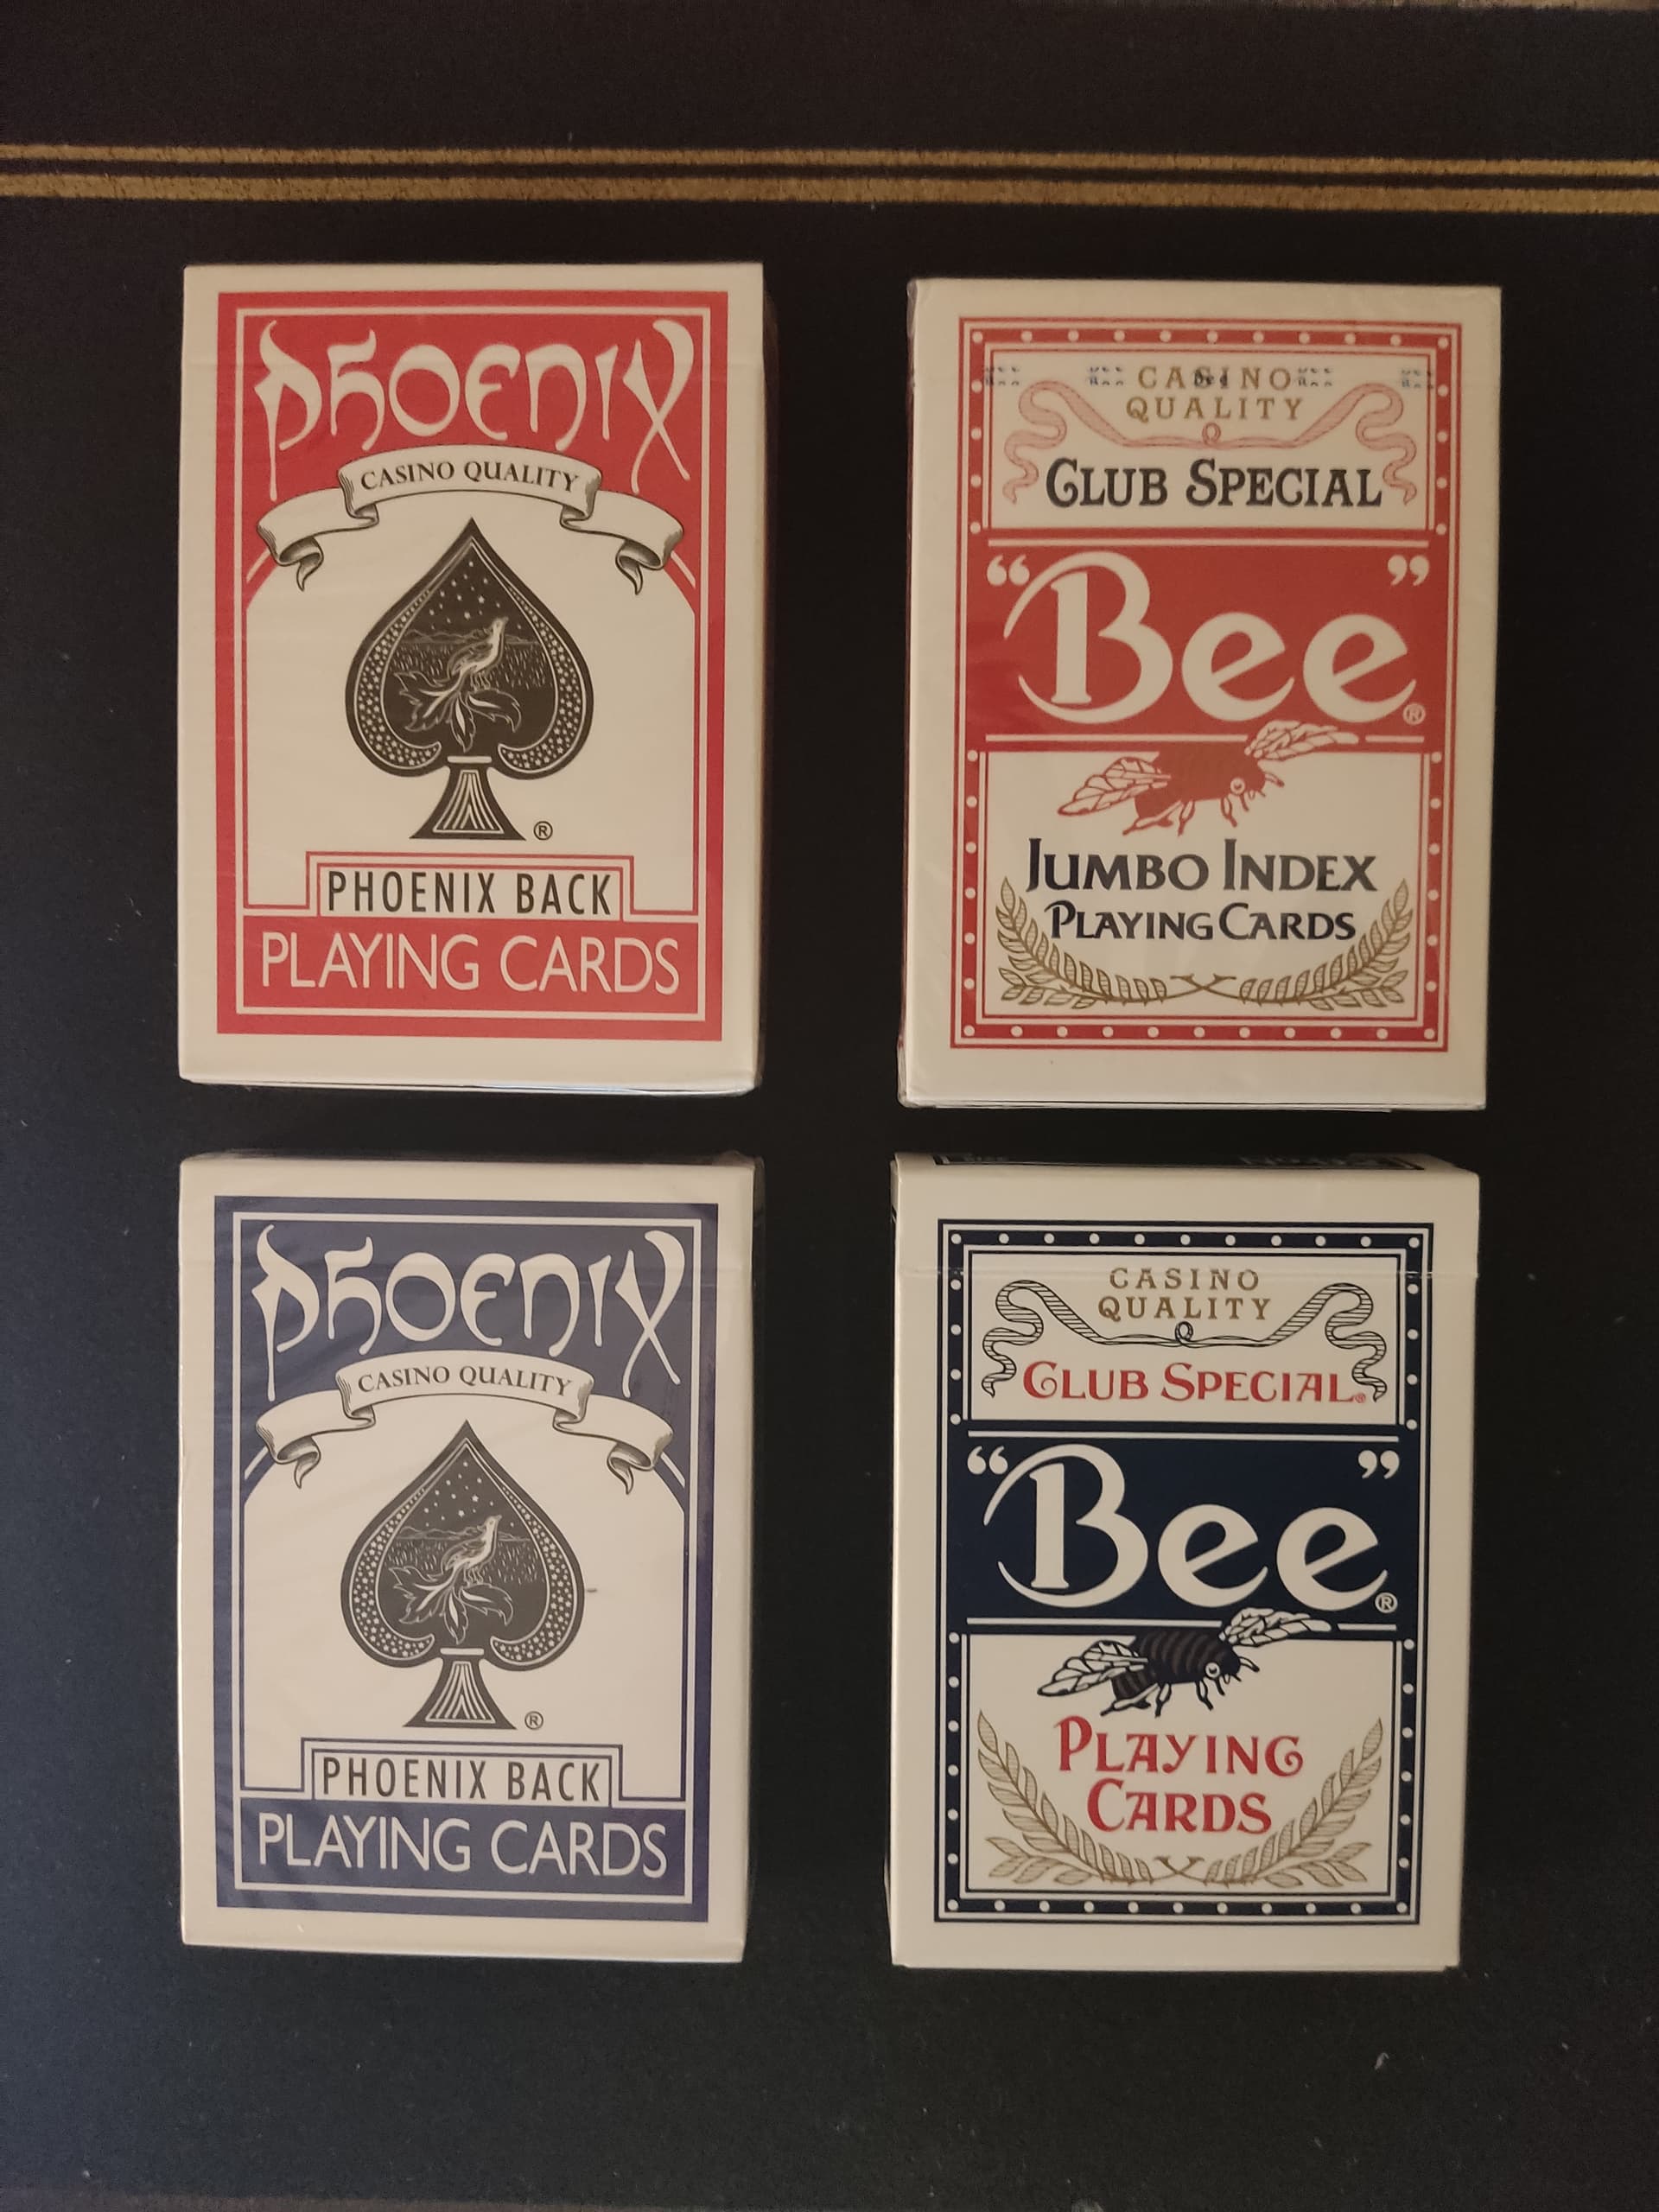 PHOENIX
CASINO QUALITY
®
PHOENIX BACK
PLAYING CARDS
CASINO
QUALITY
CLUB SPECIAL
“Bee”
®
JUMBO INDEX
PLAYING CARDS
PHOENIX
CASINO QUALITY
®
PHOENIX BACK
PLAYING CARDS
CASINO
QUALITY
CLUB SPECIAL®
“Bee”
®
PLAYING
CARDS